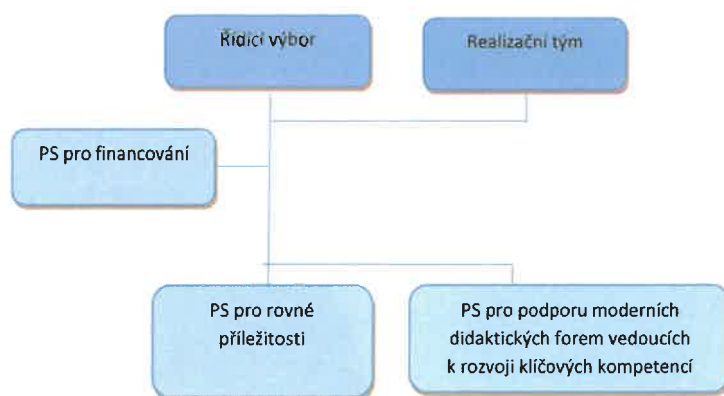 Řídicí výbor
Realizační tým
PS pro financování
PS pro rovné
příležitosti
PS pro podporu moderních
didaktických forem vedoucích
k rozvoji klíčových kompetencí